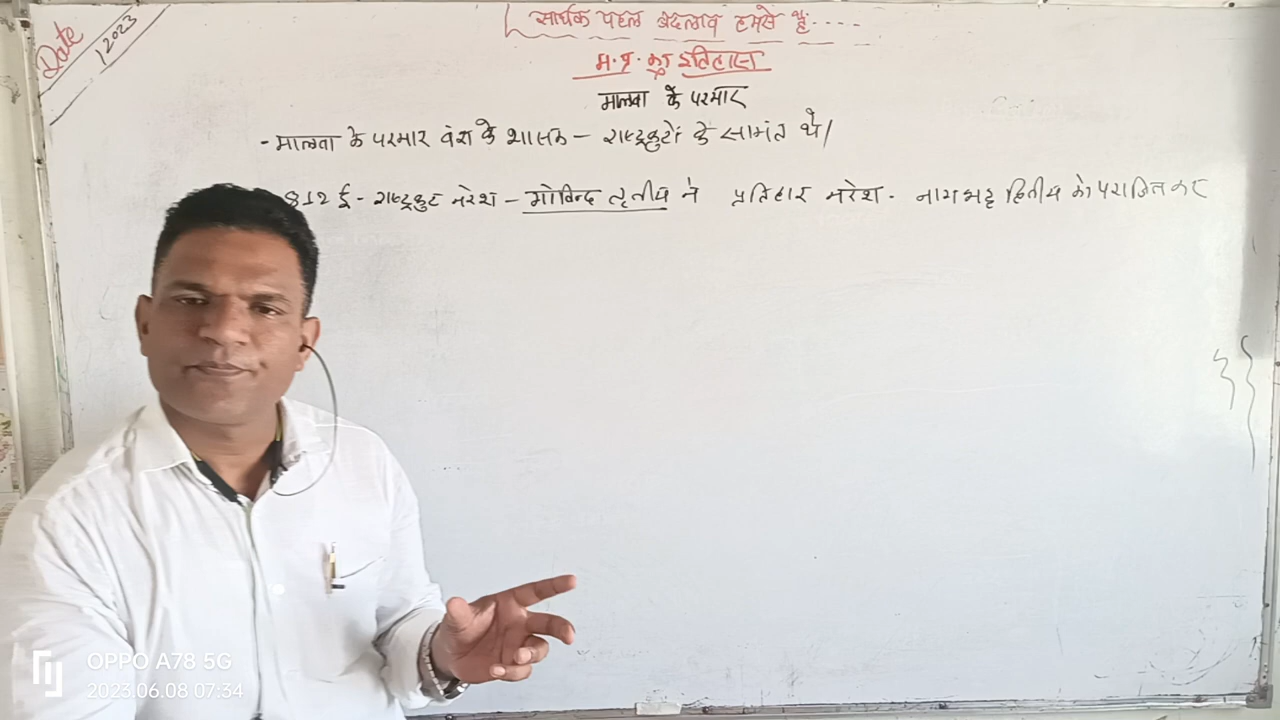 Date
/2023
सार्थक पहल बदलाव हमसे है....
म.प्र. का इतिहास
मालवा के परमार
- मालवा के परमार वंश के शासक - राष्ट्रकुटों के सामंत थे/
812 ई - राष्ट्रकुट नरेश - गोविन्द तृतीय ने प्रतिहार नरेश - नागभट्ट द्वितीय को पराजित कर
OPPO A78 5G
2023.06.08 07:34